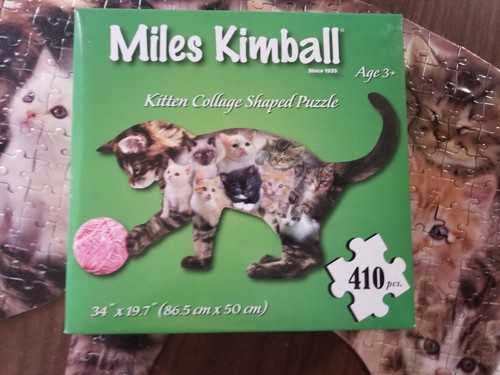 Miles Kimball®
Since 1935
Age 3+
Kitten Collage Shaped Puzzle
410 pcs.
34" x 19.7" (86.5 cm x 50 cm)